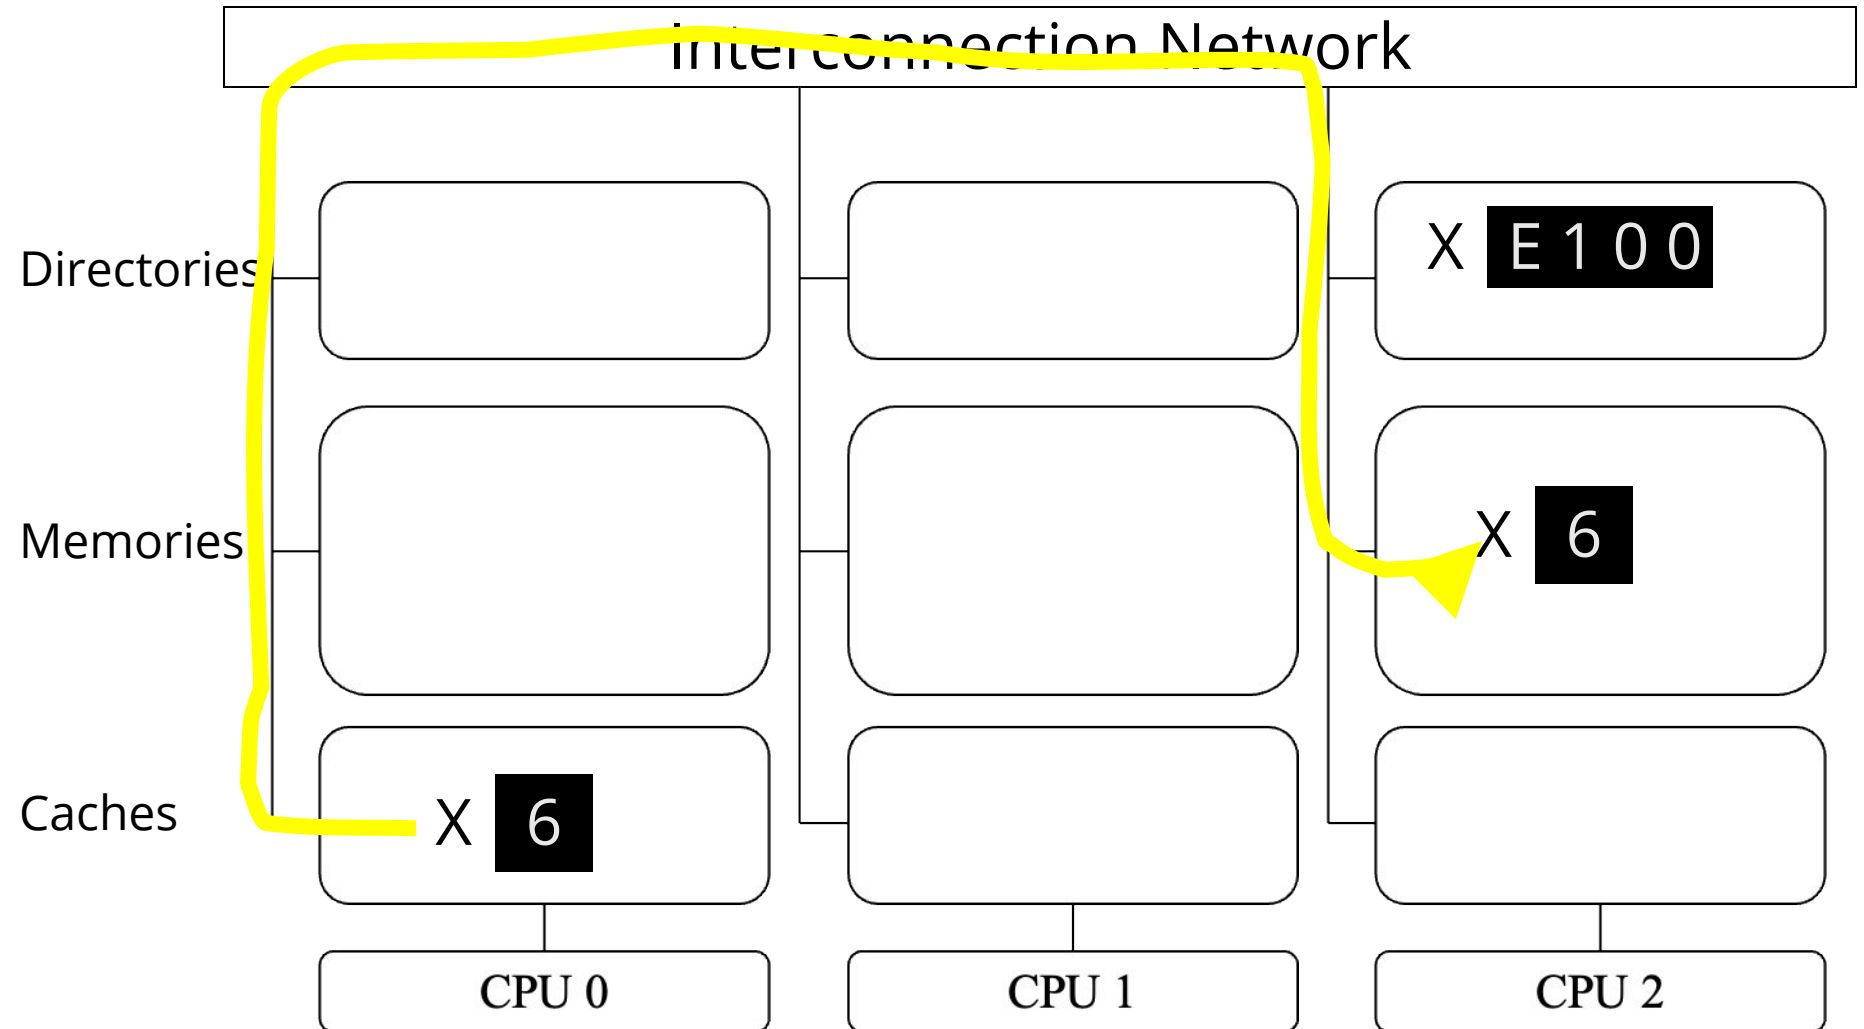 Interconnection Network
Directories
X E 1 0 0
Memories
X 6
Caches
X 6
CPU 0
CPU 1
CPU 2